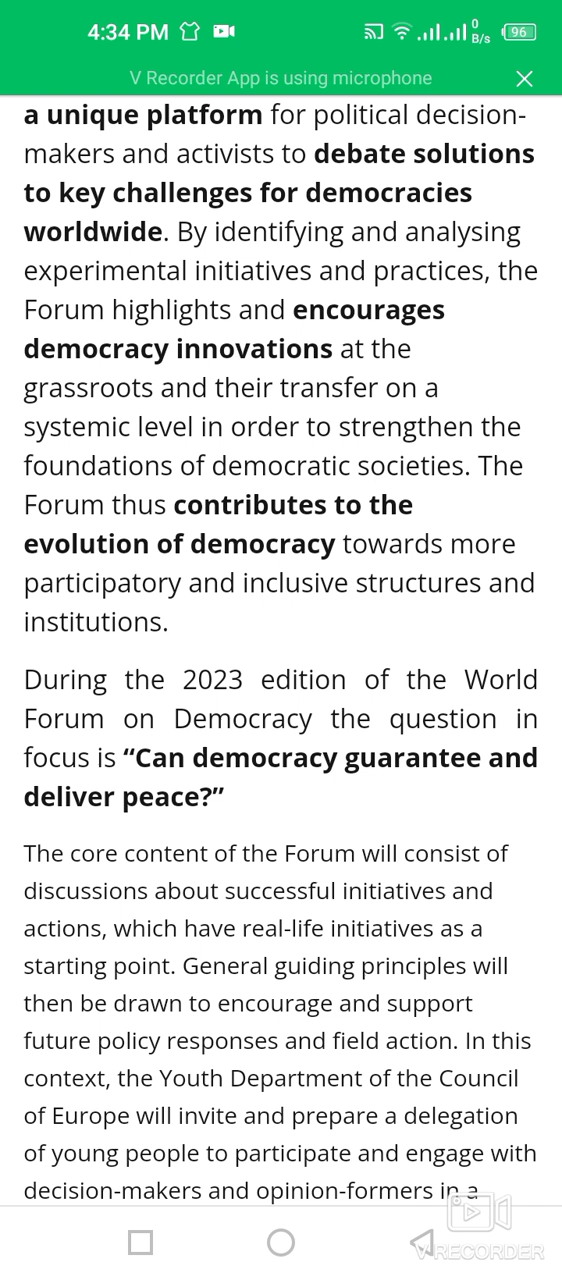 4:34 PM
0
B/s
96
V Recorder App is using microphone
a unique platform for political decision-
makers and activists to debate solutions
to key challenges for democracies
worldwide. By identifying and analysing
experimental initiatives and practices, the
Forum highlights and encourages
democracy innovations at the
grassroots and their transfer on a
systemic level in order to strengthen the
foundations of democratic societies. The
Forum thus contributes to the
evolution of democracy towards more
participatory and inclusive structures and
institutions.
During the 2023 edition of the World
Forum on Democracy the question in
focus is “Can democracy guarantee and
deliver peace?”
The core content of the Forum will consist of
discussions about successful initiatives and
actions, which have real-life initiatives as a
starting point. General guiding principles will
then be drawn to encourage and support
future policy responses and field action. In this
context, the Youth Department of the Council
of Europe will invite and prepare a delegation
of young people to participate and engage with
decision-makers and opinion-formers in a
V RECORDER